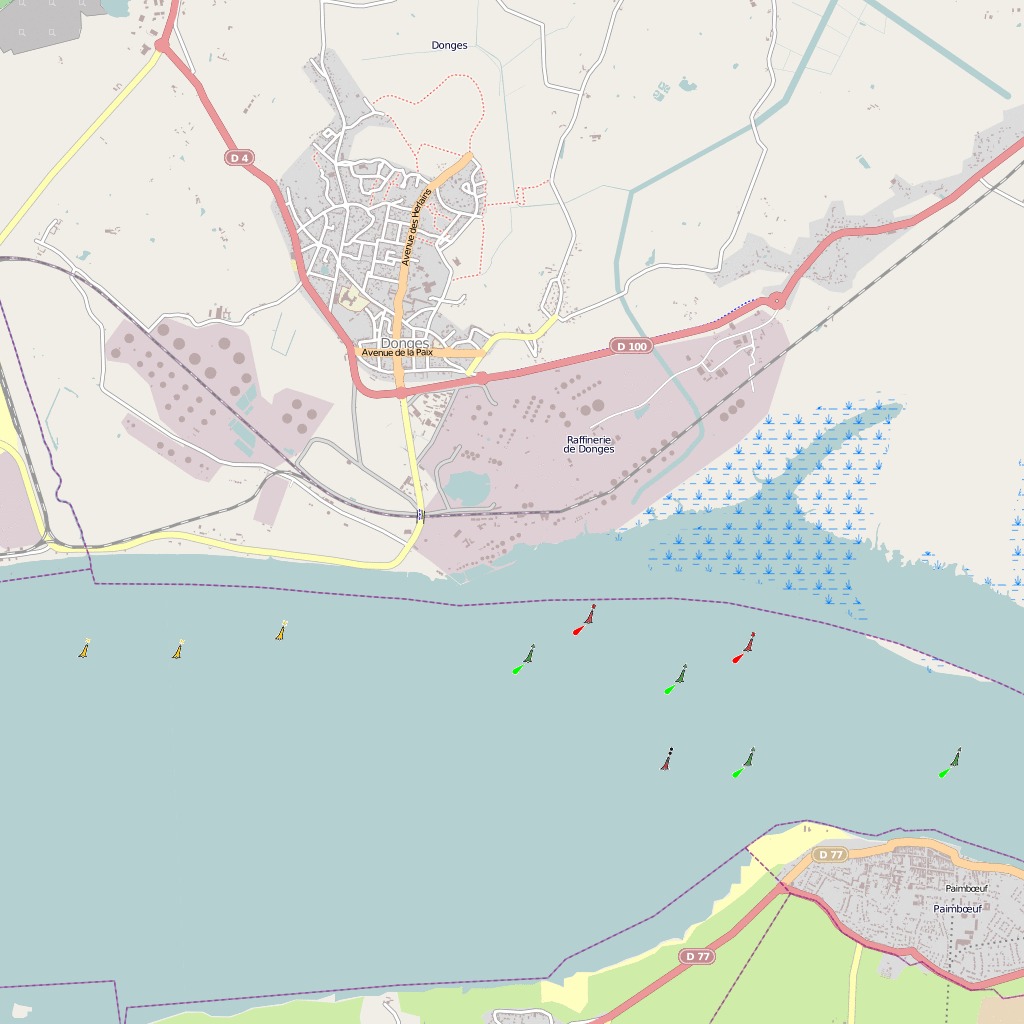 Donges
D 4
Avenue des Herlains
Donges
Avenue de la Paix
D 100
Raffinerie
de Donges
D 77
Paimbœuf
Paimbœuf
D 77